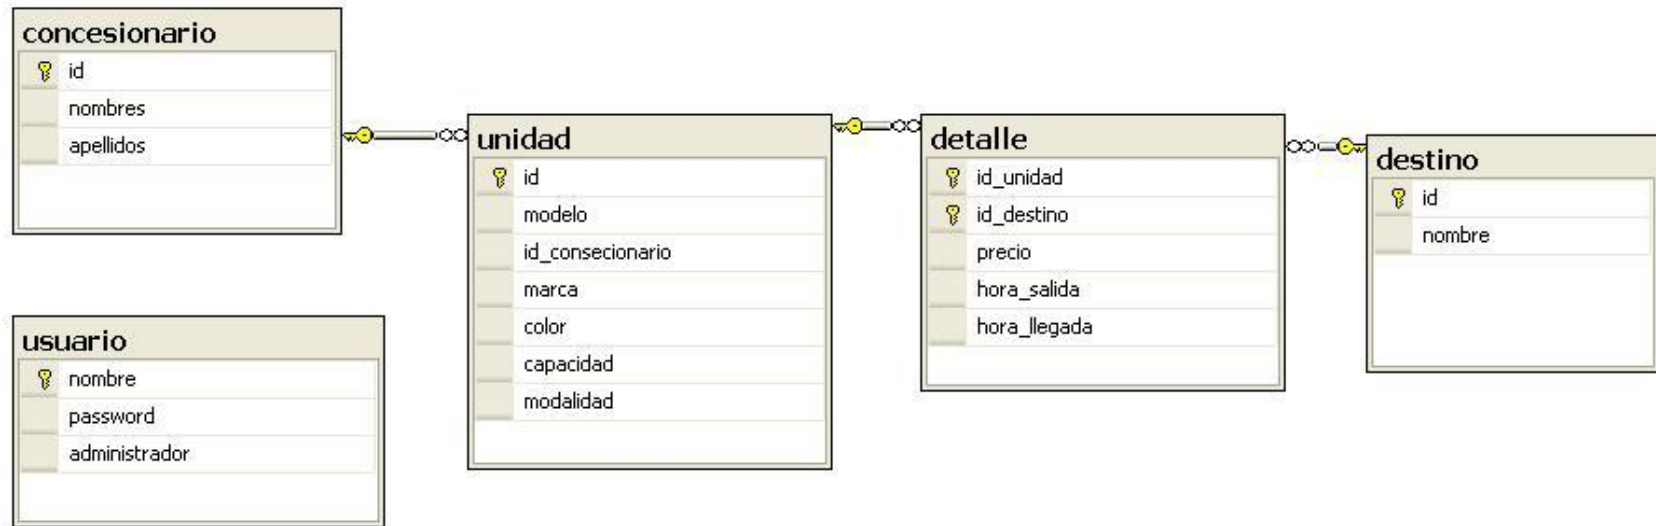 concesionario
id
nombres
apellidos
usuario
nombre
password
administrador
unidad
id
modelo
id_consecionario
marca
color
capacidad
modalidad
detalle
id_unidad
id_destino
precio
hora_salida
hora_llegada
destino
id
nombre